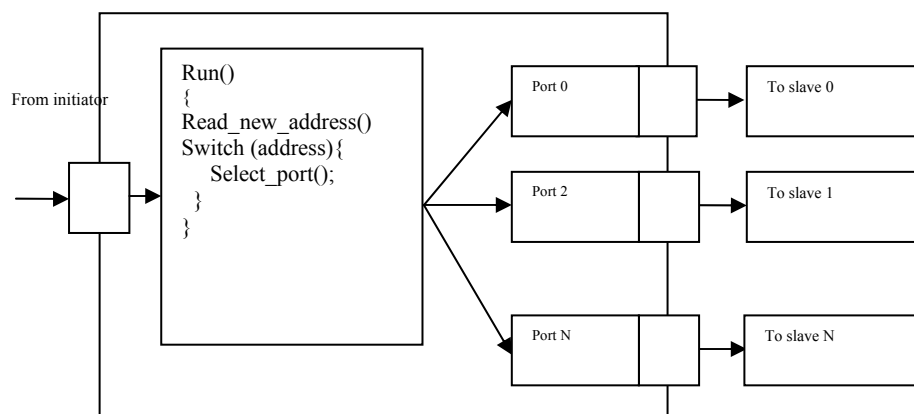 From initiator
Run()
{
Read_new_address()
Switch (address){
Select_port();
}
}
Port 0
To slave 0
Port 2
To slave 1
Port N
To slave N